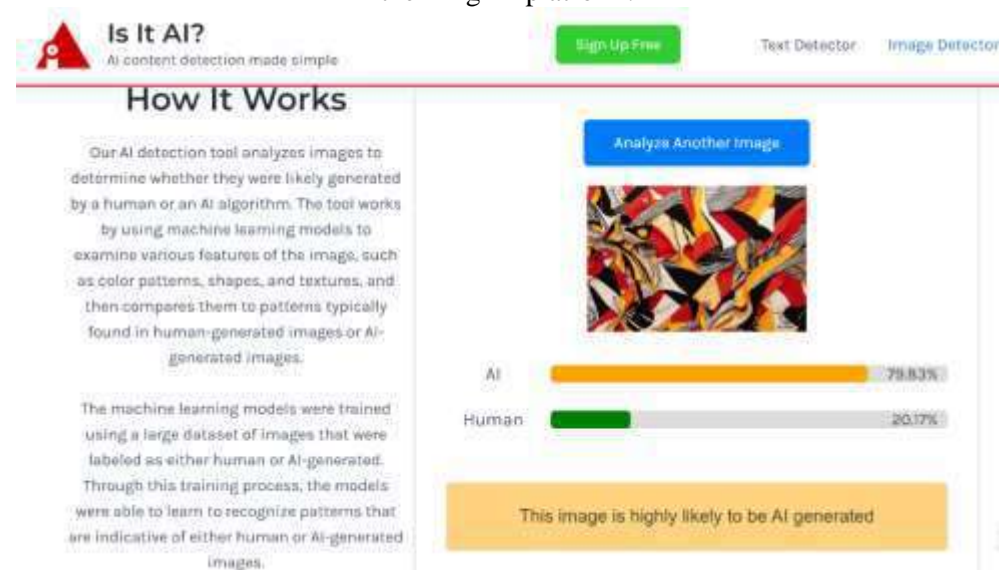 Is It AI?
Ai content detection made simple
Sign Up Free
Text Detector
Image Detector
How It Works
Our AI detection tool analyzes images to
determine whether they were likely generated
by a human or an AI algorithm. The tool works
by using machine learning models to
examine various features of the image, such
as color patterns, shapes, and textures, and
then compares them to patterns typically
found in human-generated images or AI-
generated images.
The machine learning models were trained
using a large dataset of images that were
labeled as either human or AI-generated.
Through this training process, the models
were able to learn to recognize patterns that
are indicative of either human or AI-generated
images.
Analyze Another Image
AI
79.83%
Human
20.17%
This image is highly likely to be AI generated